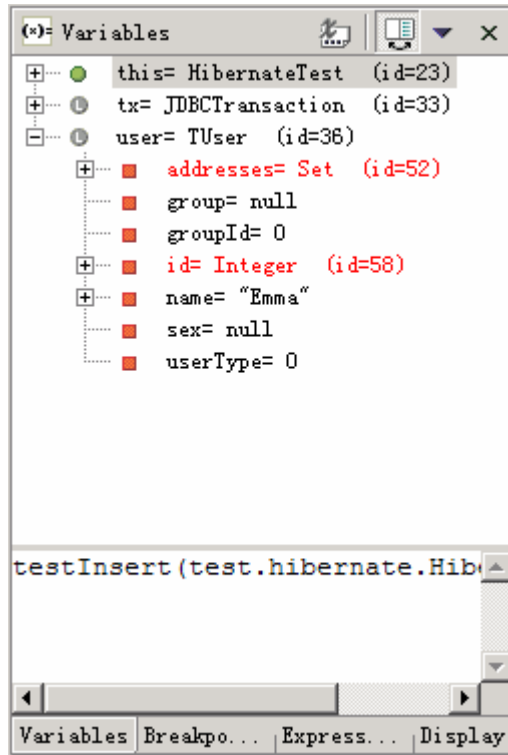 (x)= Variables
this= HibernateTest (id=23)
tx= JDBCTransaction (id=33)
user= TUser (id=36)
addresses= Set (id=52)
group= null
groupId= 0
id= Integer (id=58)
name= "Emma"
sex= null
userType= 0
testInsert(test.hibernate.Hib
Variables Breakpo... Express... Display